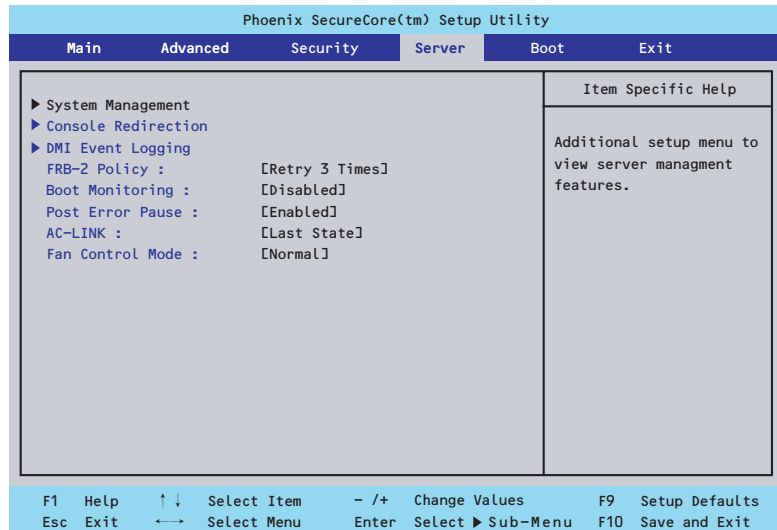 Phoenix SecureCore(tm) Setup Utility
Main Advanced Security Server Boot Exit
Item Specific Help
▶ System Management
▶ Console Redirection
▶ DMI Event Logging
FRB-2 Policy : [Retry 3 Times]
Boot Monitoring : [Disabled]
Post Error Pause : [Enabled]
AC-LINK : [Last State]
Fan Control Mode : [Normal]
Additional setup menu to
view server managment
features.
F1 Help ↑↓ Select Item - /+ Change Values F9 Setup Defaults
Esc Exit ←→ Select Menu Enter Select ▶ Sub-Menu F10 Save and Exit